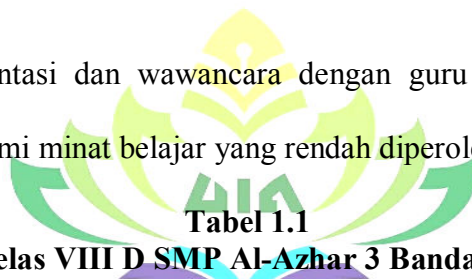 ntasi dan wawancara dengan guru
mi minat belajar yang rendah diperol
UIN
Tabel 1.1
elas VIII D SMP Al-Azhar 3 Banda